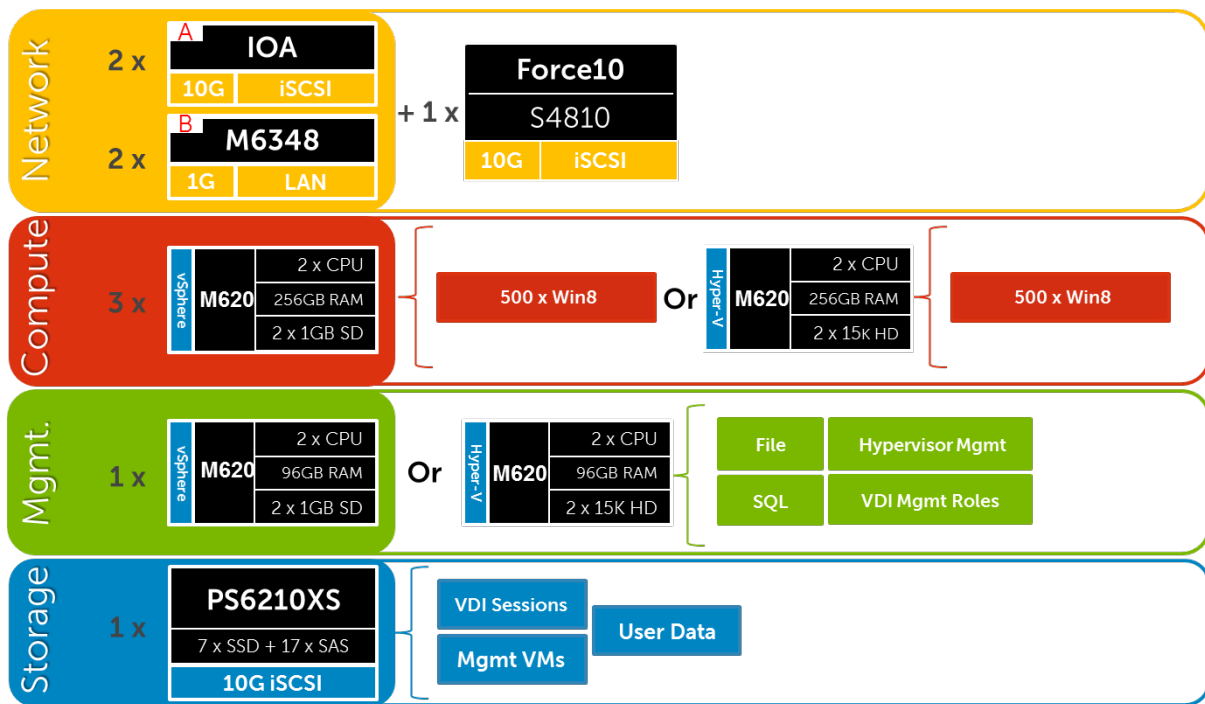 Network
2 x
A
IOA
10G
iSCSI
2 x
B
M6348
1G
LAN
+ 1 x
Force10
S4810
10G
iSCSI
Compute
3 x
vSphere
M620
2 x CPU
256GB RAM
2 x 1GB SD
500 x Win8
Or
Hyper-V
M620
2 x CPU
256GB RAM
2 x 15K HD
500 x Win8
Mgmt.
1 x
vSphere
M620
2 x CPU
96GB RAM
2 x 1GB SD
Or
Hyper-V
M620
2 x CPU
96GB RAM
2 x 15K HD
File
Hypervisor Mgmt
SQL
VDI Mgmt Roles
Storage
1 x
PS6210XS
7 x SSD + 17 x SAS
10G iSCSI
VDI Sessions
Mgmt VMs
User Data